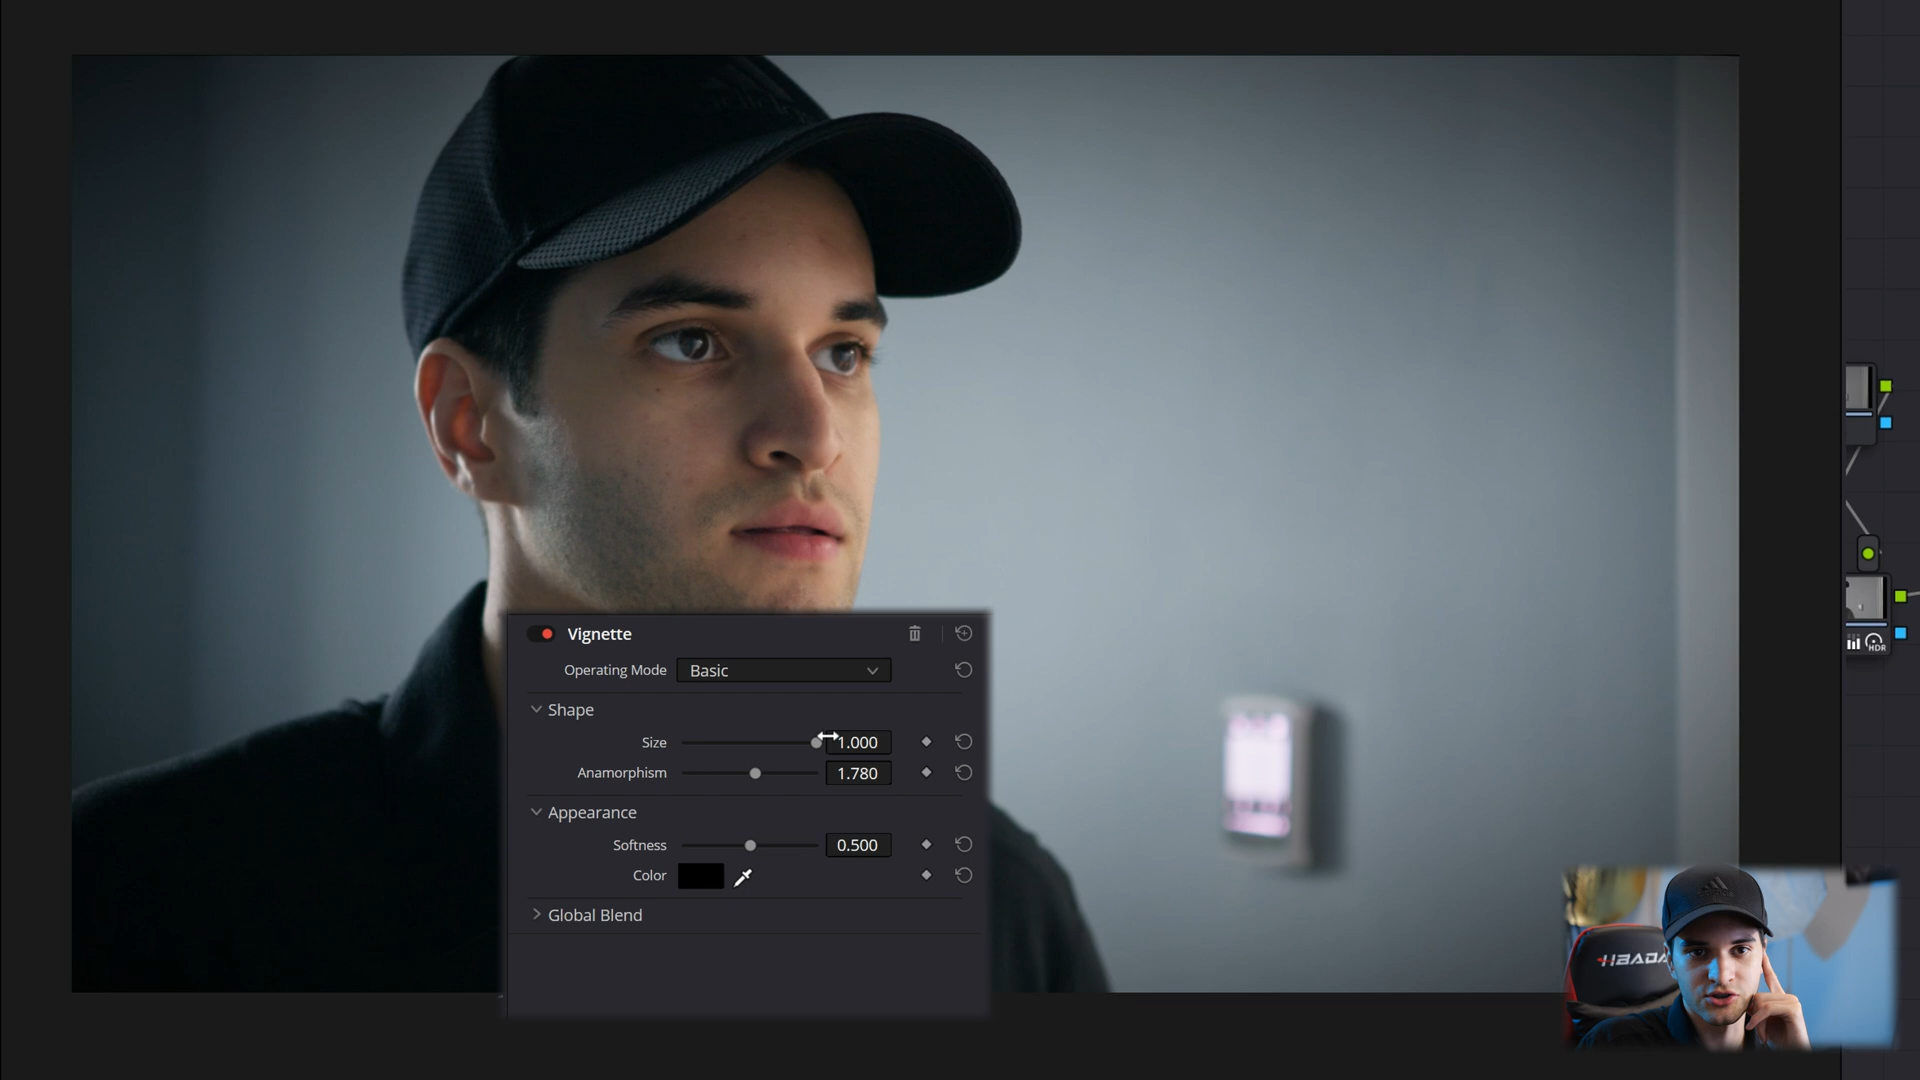 Vignette
Operating Mode Basic
Shape
Size 1.000
Anamorphism 1.780
Appearance
Softness 0.500
Color
Global Blend
HDR
HBADA